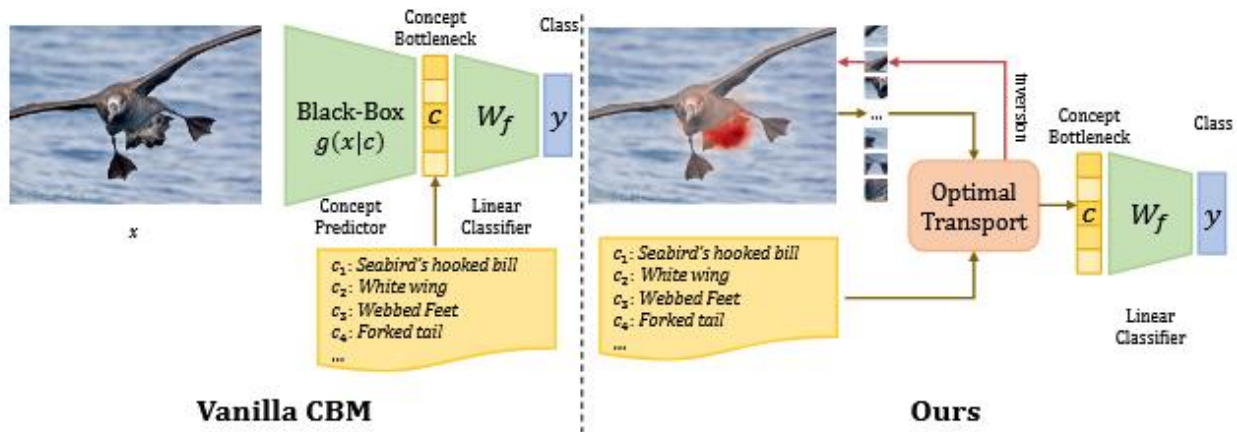 Concept
Bottleneck
Class
Black-Box
g(x|c)
c
W_f
y
x
Concept
Predictor
Linear
Classifier
c₁: Seabird's hooked bill
c₂: White wing
c₃: Webbed Feet
c₄: Forked tail
...
Vanilla CBM
...
Inversion
Optimal
Transport
Concept
Bottleneck
Class
c
W_f
y
Linear
Classifier
c₁: Seabird's hooked bill
c₂: White wing
c₃: Webbed Feet
c₄: Forked tail
...
Ours